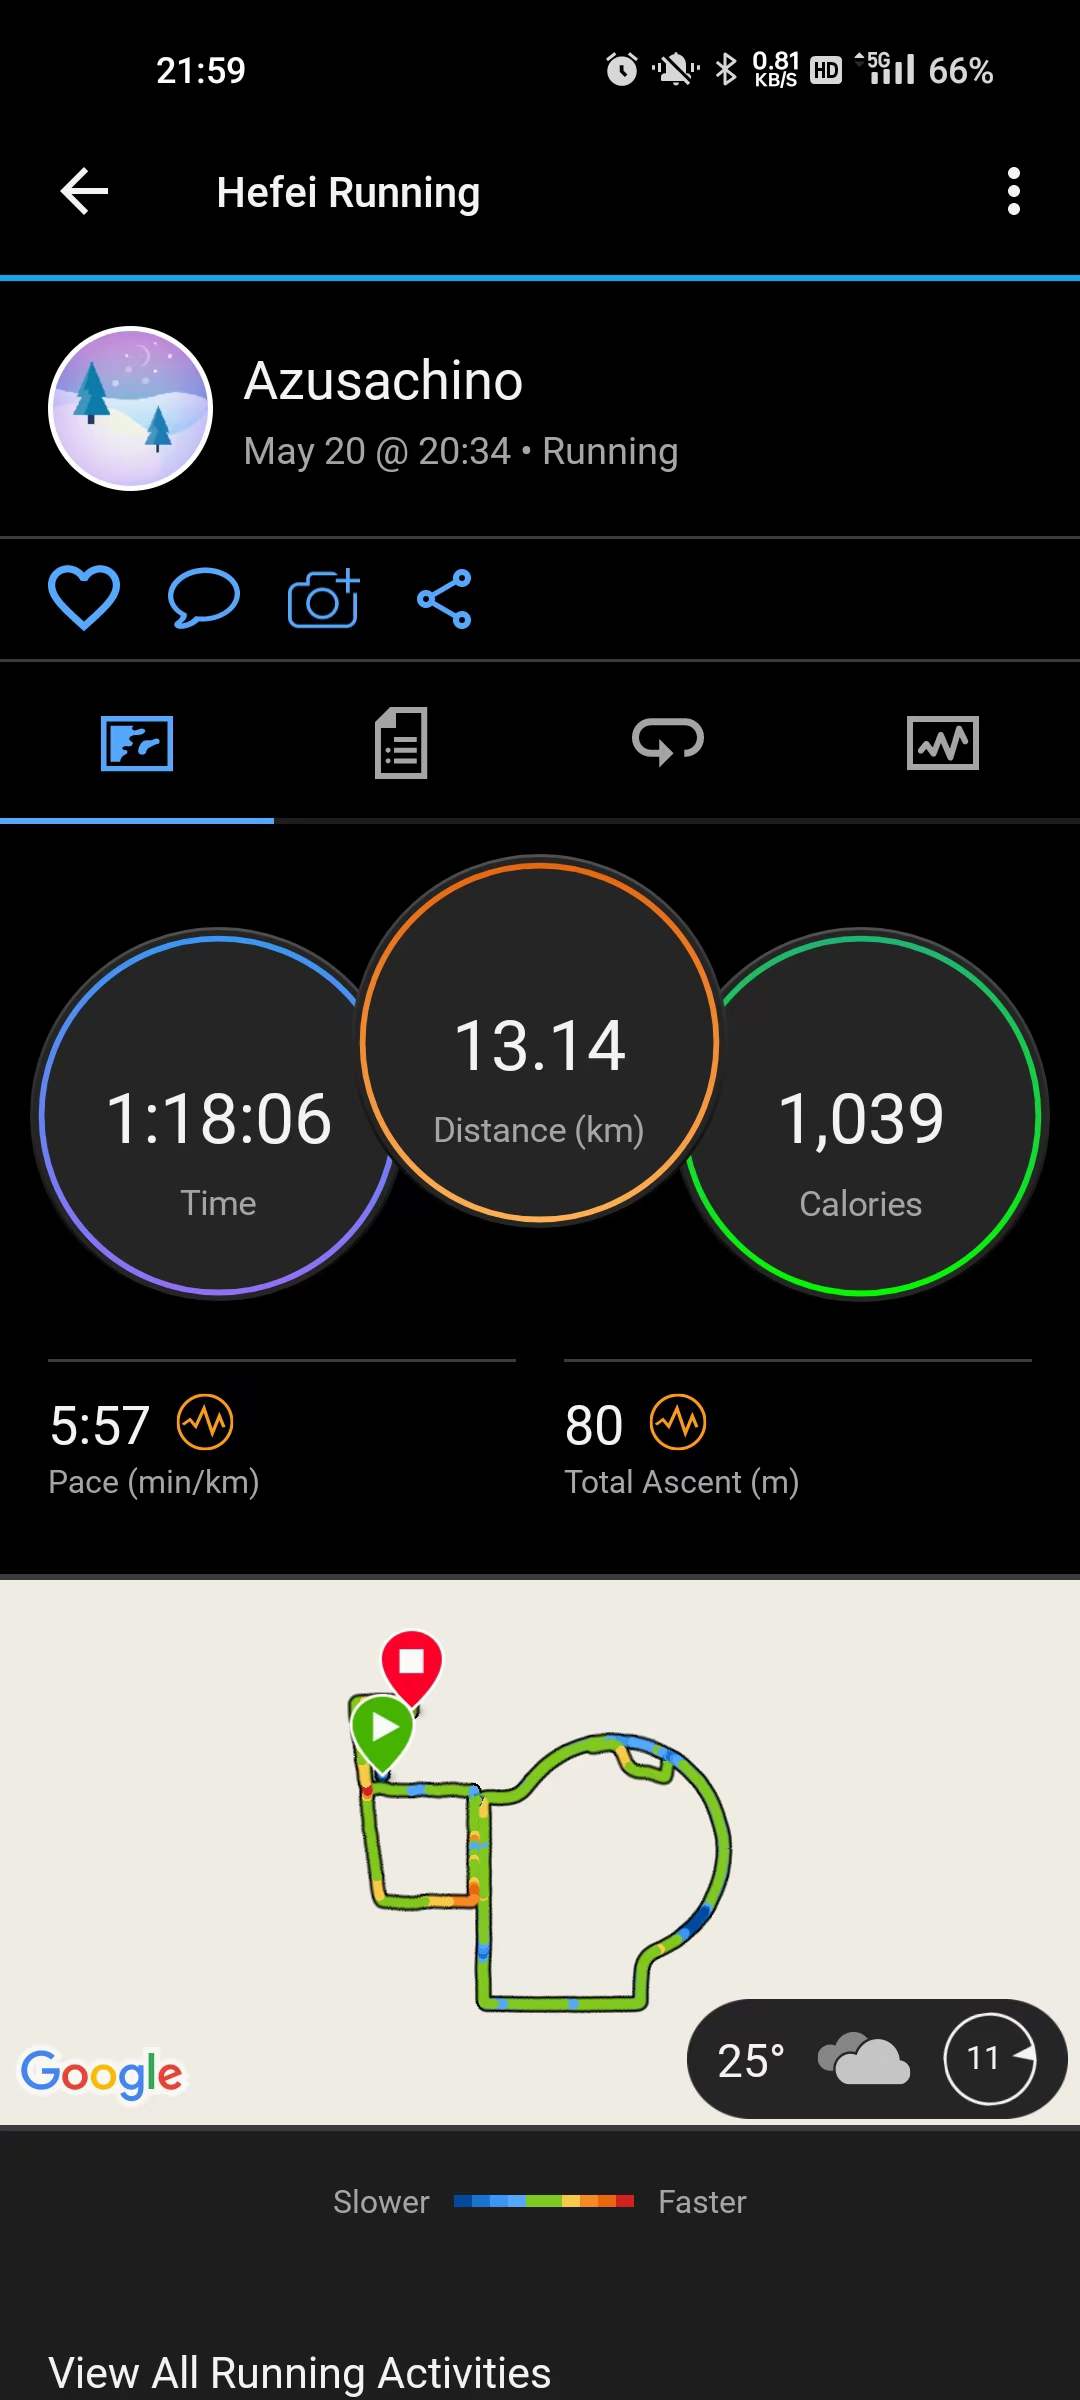 21:59
0.81 KB/S HD 5G 66%
Hefei Running
Azusachino
May 20 @ 20:34 • Running
1:18:06
Time
13.14
Distance (km)
1,039
Calories
5:57
Pace (min/km)
80
Total Ascent (m)
Google
25° 11
Slower Faster
View All Running Activities